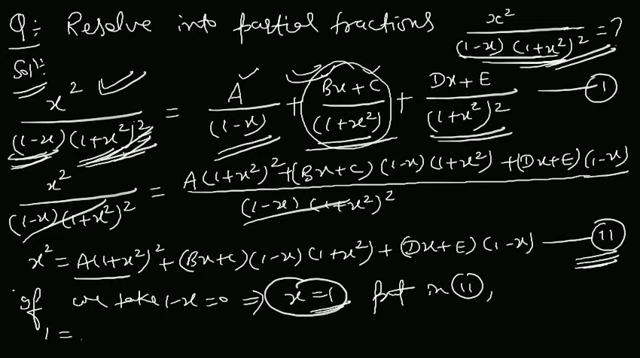 Q:- Resolve into partial fractions x²/((1-x)(1+x²)²) = ?
Sol:
x²/((1-x)(1+x²)²) = A/(1-x) + (Bx+C)/(1+x²) + (Dx+E)/(1+x²)² — (1)
x²/((1-x)(1+x²)²) = (A(1+x²)²+(Bx+C)(1-x)(1+x²)+(Dx+E)(1-x))/((1-x)(1+x²)²)
x² = A(1+x²)²+(Bx+C)(1-x)(1+x²)+(Dx+E)(1-x) — (11)
If we take 1-x=0 ⇒ x=1 put in (11),
1 =